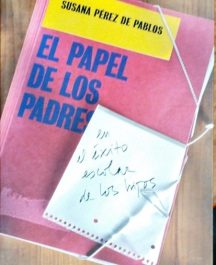 SUSANA PÉREZ DE PABLOS
EL PAPEL
DE LOS
PADRES
en
el éxito
escolar
de los hijos